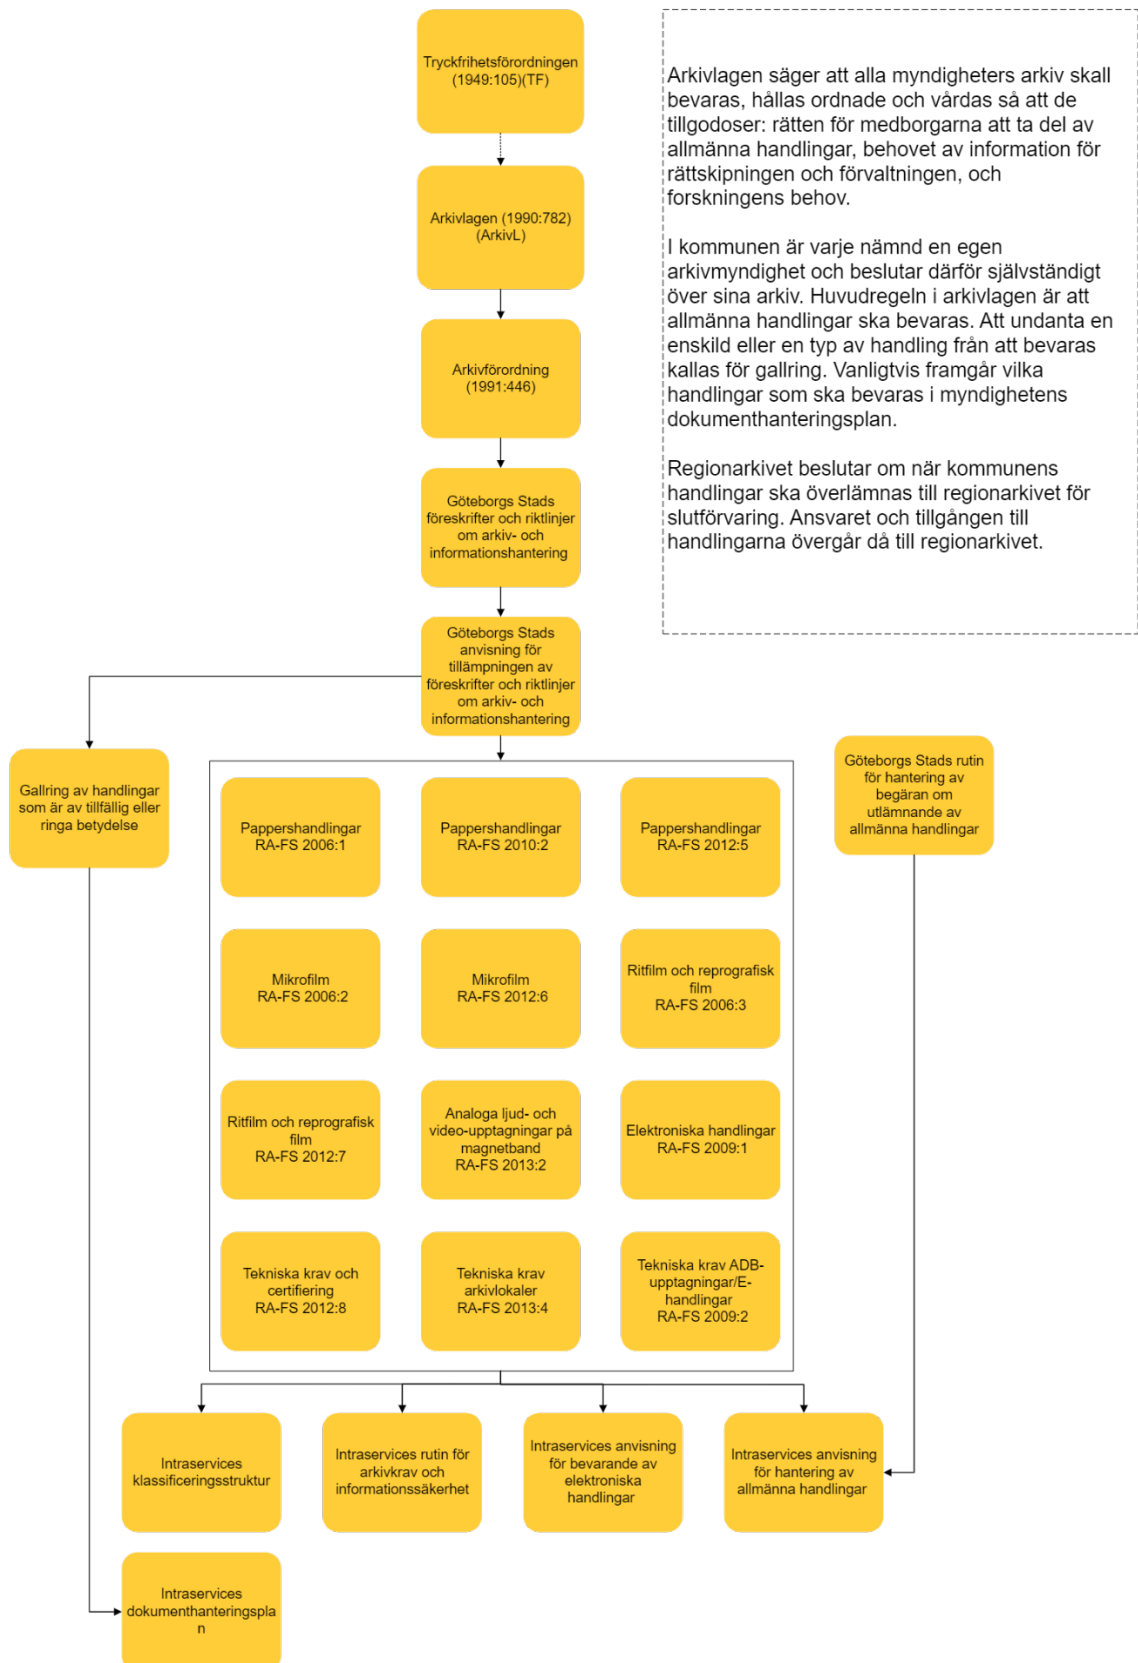 Tryckfrihetsförordningen
(1949:105)(TF)
Arkivlagen säger att alla myndigheters arkiv skall
bevaras, hållas ordnade och vårdas så att de
tillgodoser: rätten för medborgarna att ta del av
allmänna handlingar, behovet av information för
rättskipningen och förvaltningen, och
forskningens behov.
I kommunen är varje nämnd en egen
arkivmyndighet och beslutar därför självständigt
över sina arkiv. Huvudregeln i arkivlagen är att
allmänna handlingar ska bevaras. Att undanta en
enskild eller en typ av handling från att bevaras
kallas för gallring. Vanligtvis framgår vilka
handlingar som ska bevaras i myndighetens
dokumenthanteringsplan.
Regionarkivet beslutar om när kommunens
handlingar ska överlämnas till regionarkivet för
slutförvaring. Ansvaret och tillgången till
handlingarna övergår då till regionarkivet.
Arkivlagen (1990:782)
(ArkivL)
Arkivförordning
(1991:446)
Göteborgs Stads
föreskrifter och riktlinjer
om arkiv- och
informationshantering
Göteborgs Stads
anvisning för
tillämpningen av
föreskrifter och riktlinjer
om arkiv- och
informationshantering
Gallring av handlingar
som är av tillfällig eller
ringa betydelse
Göteborgs Stads rutin
för hantering av
begäran om
utlämnande av
allmänna handlingar
Pappershandlingar
RA-FS 2006:1
Pappershandlingar
RA-FS 2010:2
Pappershandlingar
RA-FS 2012:5
Mikrofilm
RA-FS 2006:2
Mikrofilm
RA-FS 2012:6
Ritfilm och reprografisk
film
RA-FS 2006:3
Ritfilm och reprografisk
film
RA-FS 2012:7
Analoga ljud- och
video-upptagningar på
magnetband
RA-FS 2013:2
Elektroniska handlingar
RA-FS 2009:1
Tekniska krav och
certifiering
RA-FS 2012:8
Tekniska krav
arkivlokaler
RA-FS 2013:4
Tekniska krav ADB-
upptagningar/E-
handlingar
RA-FS 2009:2
Intraservices
klassificeringsstruktur
Intraservices rutin för
arkivkrav och
informationssäkerhet
Intraservices anvisning
för bevarande av
elektroniska
handlingar
Intraservices anvisning
för hantering av
allmänna handlingar
Intraservices
dokumenthanteringspla
n